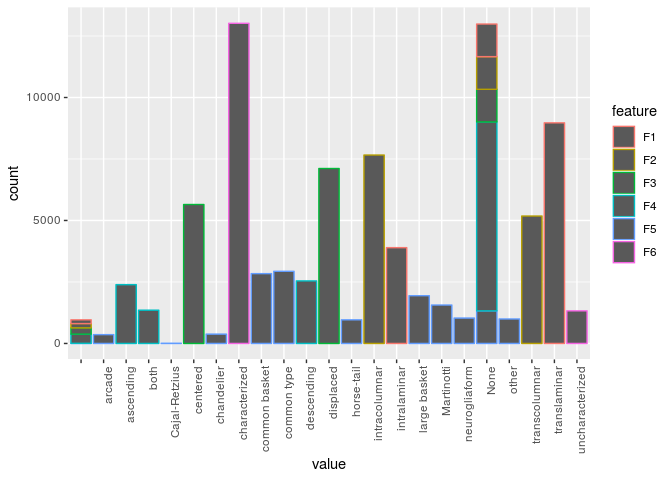 10000
5000
0
count
arcade
ascending
both
Cajal-Retzius
centered
chandelier
characterized
common basket
common type
descending
displaced
horse-tail
intracolumnar
intralaminar
large basket
Martinotti
neurogliaform
None
other
transcolumnar
translaminar
uncharacterized
value
feature
F1
F2
F3
F4
F5
F6